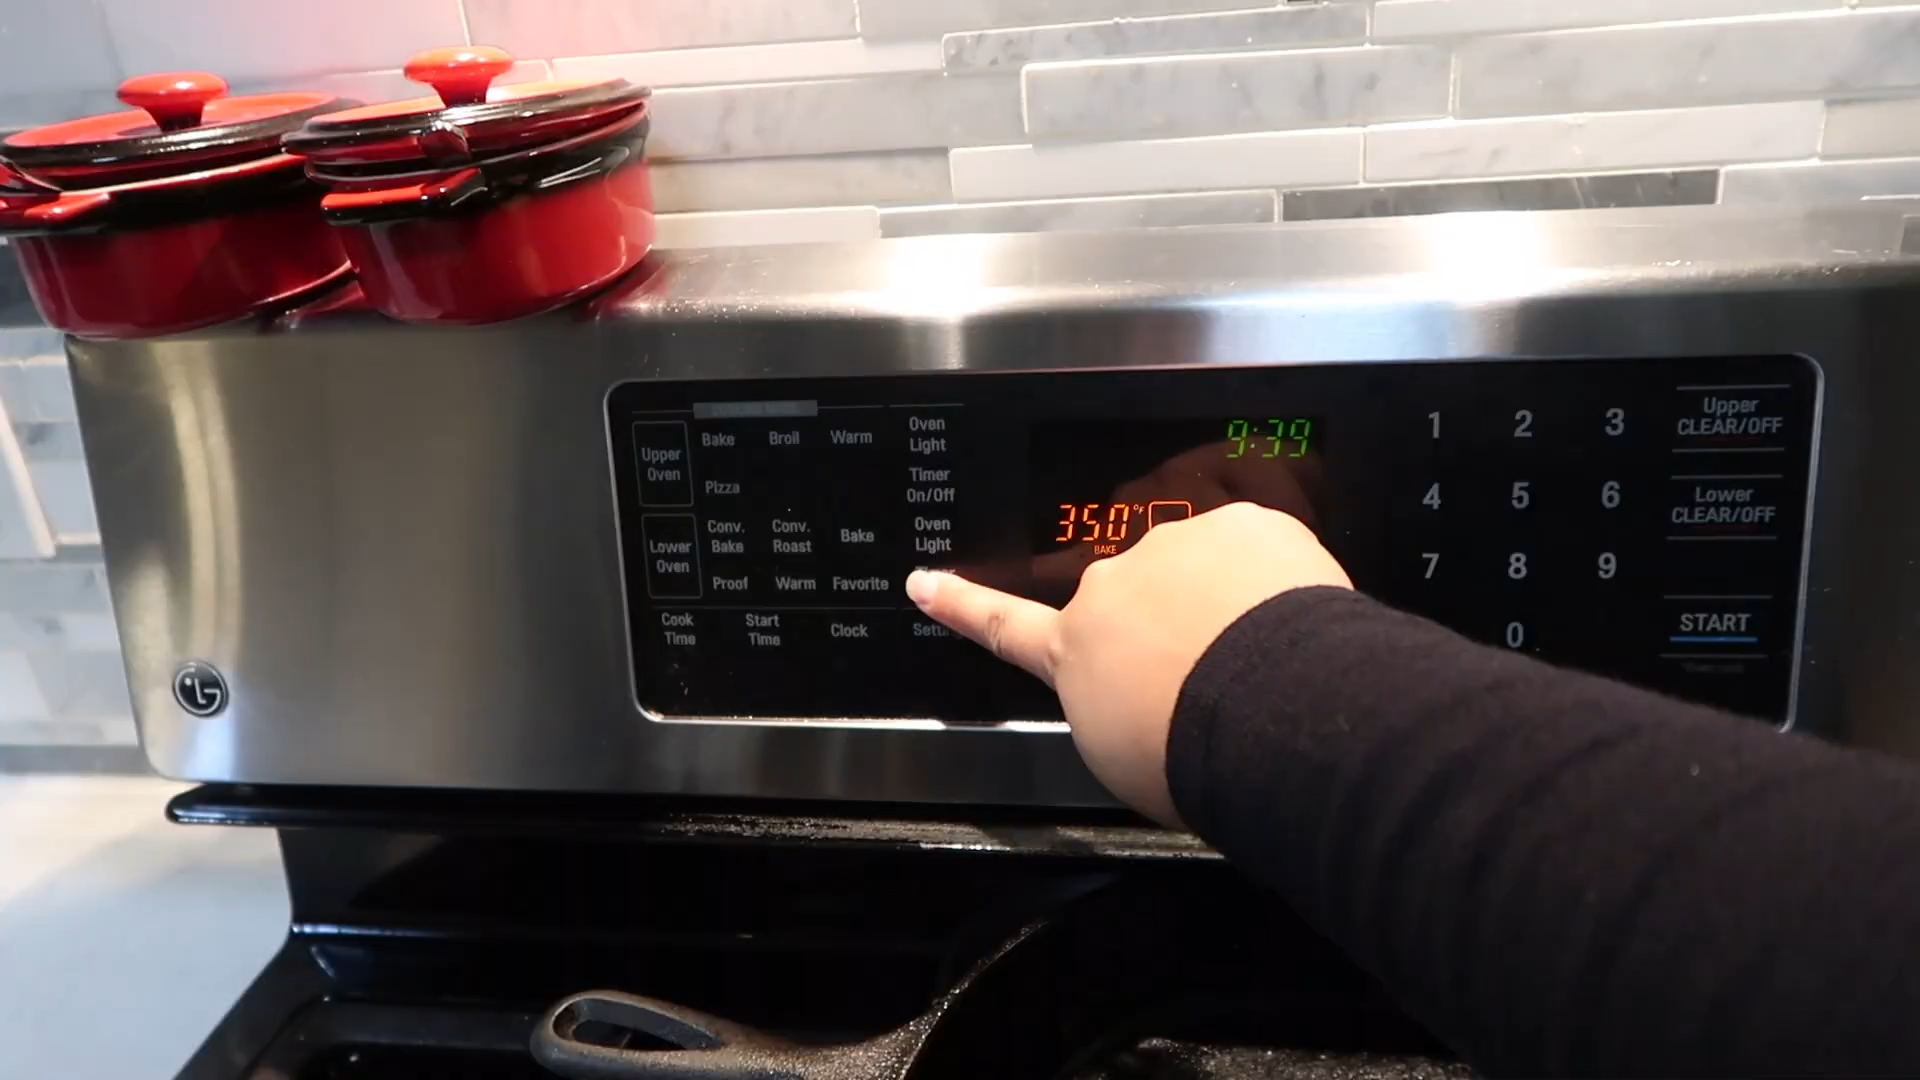 Upper
Oven
Bake
Broil
Warm
Pizza
Oven
Light
Timer
On/Off
Lower
Oven
Conv.
Bake
Conv.
Roast
Bake
Oven
Light
Proof
Warm
Favorite
Cook
Time
Start
Time
Clock
9:39
350°F
BAKE
1
2
3
4
5
6
7
8
9
0
Upper
CLEAR/OFF
Lower
CLEAR/OFF
START
LG